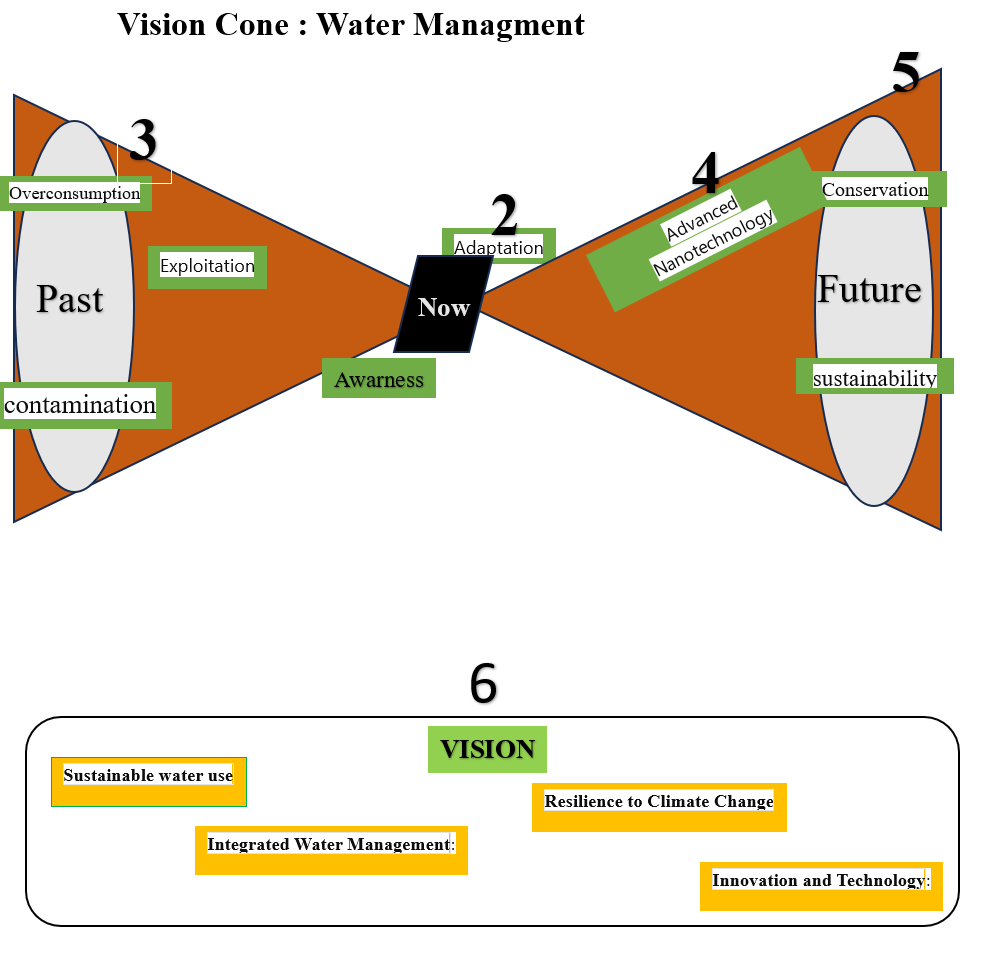 Vision Cone : Water Managment
5
3
4
2
Overconsumption
Conservation
Advanced
Nanotechnology
Adaptation
Exploitation
Past
Now
Future
Awarness
sustainability
contamination
6
VISION
Sustainable water use
Resilience to Climate Change
Integrated Water Management:
Innovation and Technology: